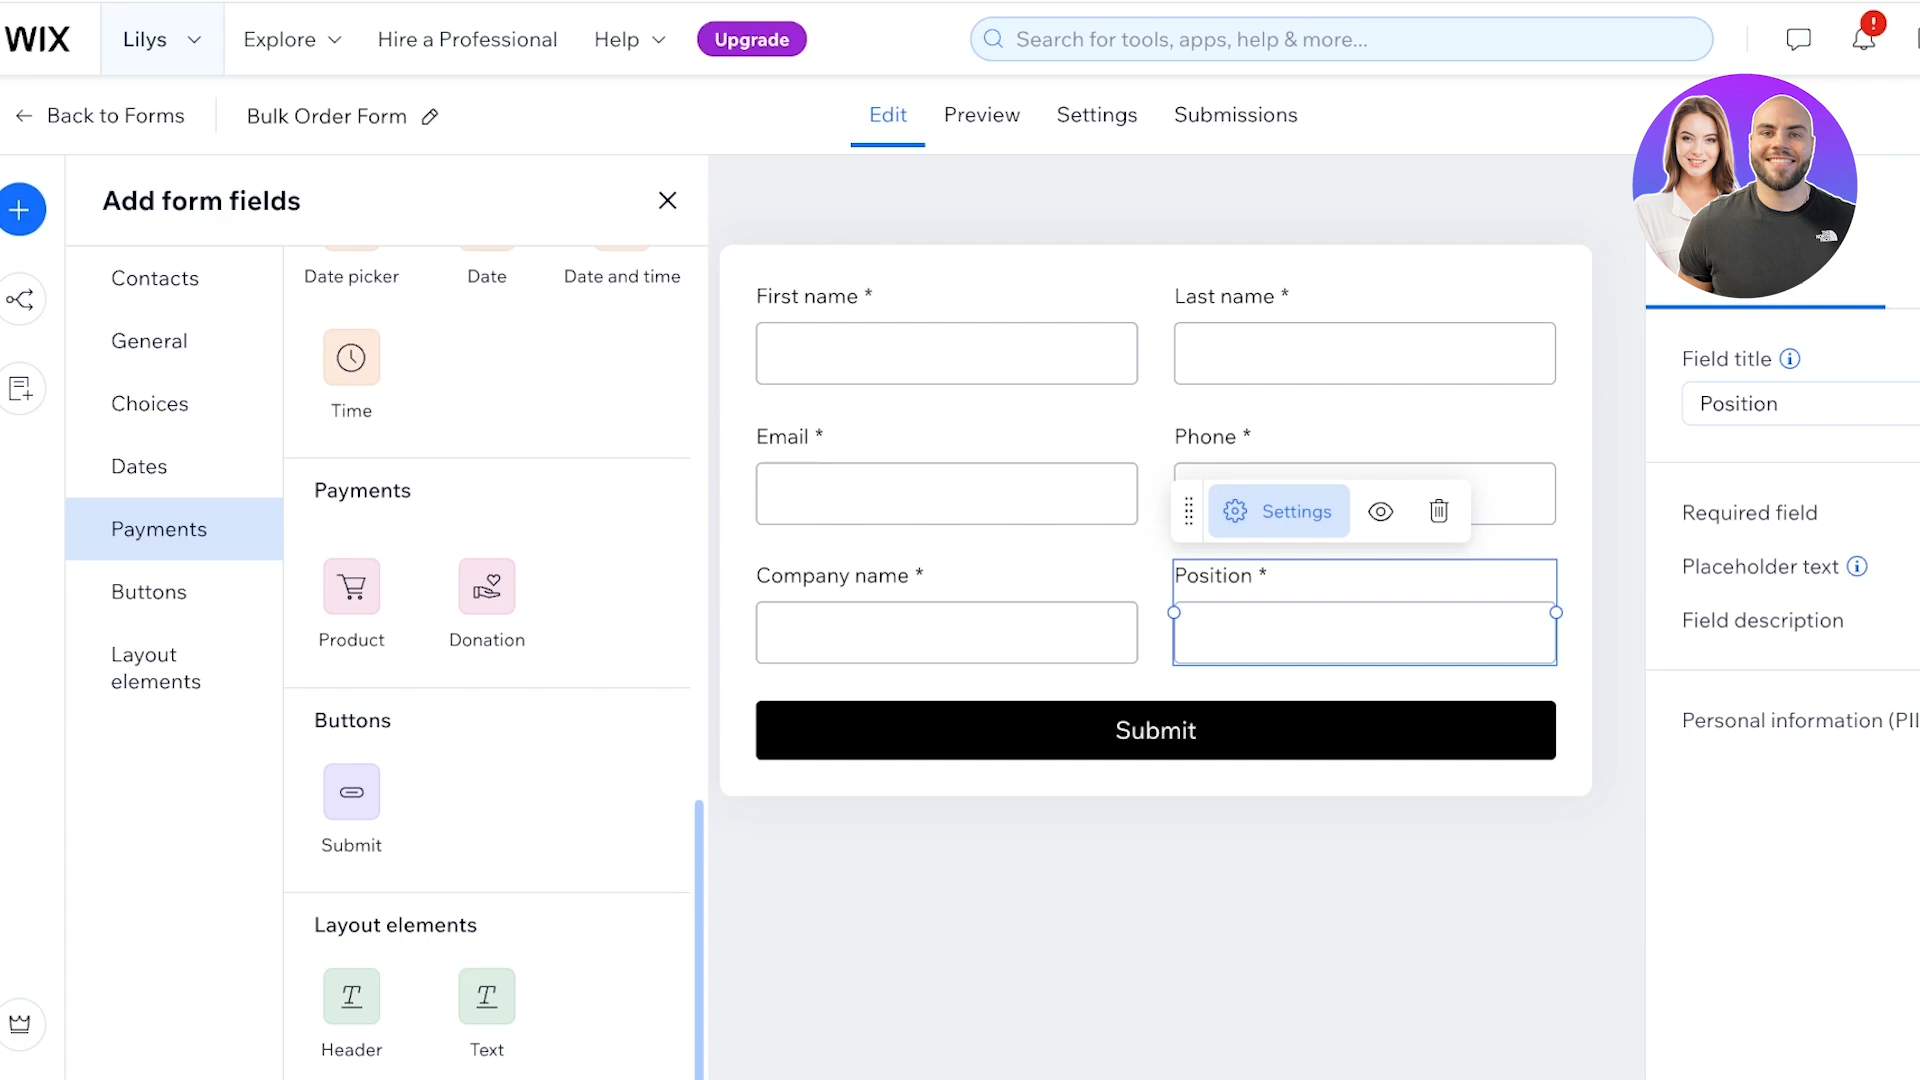 WIX
Lilys
Explore
Hire a Professional
Help
Upgrade
Search for tools, apps, help & more...
!
Back to Forms
Bulk Order Form
Edit
Preview
Settings
Submissions
Add form fields
Contacts
General
Choices
Dates
Payments
Buttons
Layout
elements
Date picker
Date
Date and time
Time
Payments
Product
Donation
Buttons
Submit
Layout elements
Header
Text
First name *
Last name *
Email *
Phone *
Settings
Company name *
Position *
Submit
Field title
Position
Required field
Placeholder text
Field description
Personal information (PII